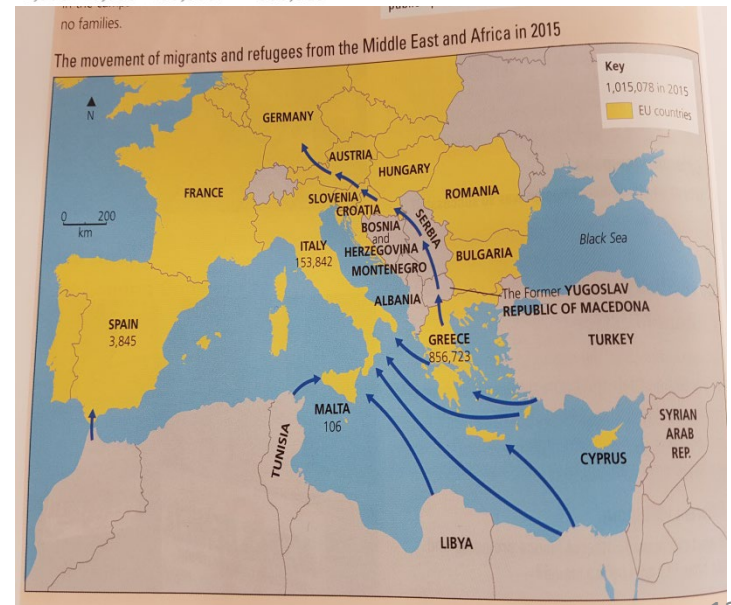 no families.
The movement of migrants and refugees from the Middle East and Africa in 2015
Key
1,015,078 in 2015
EU countries
N
GERMANY
AUSTRIA
HUNGARY
FRANCE
SLOVENIA
CROATIA
ROMANIA
0 200
km
BOSNIA
and
HERZEGOVINA
SERBIA
ITALY
153,842
MONTENEGRO
BULGARIA
Black Sea
ALBANIA
The Former YUGOSLAV
REPUBLIC OF MACEDONA
SPAIN
3,845
GREECE
856,723
TURKEY
MALTA
106
TUNISIA
CYPRUS
SYRIAN
ARAB
REP.
LIBYA